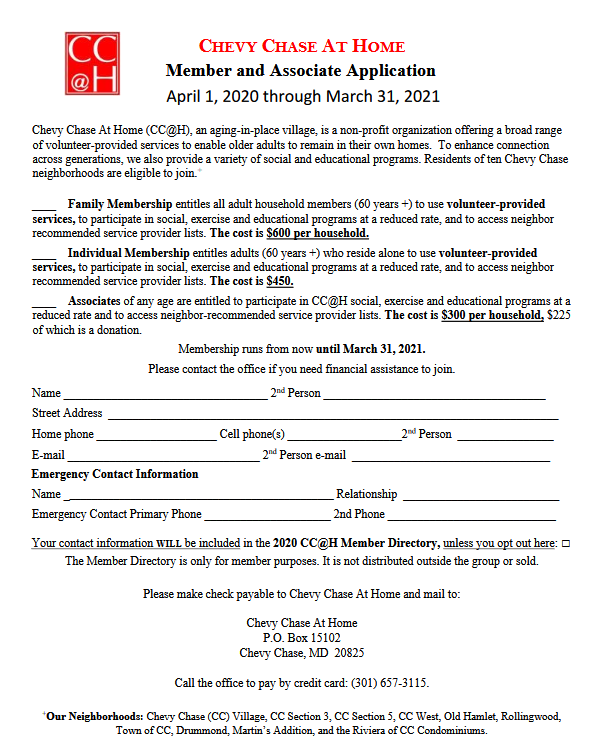 CC
@H
CHEVY CHASE AT HOME
Member and Associate Application
April 1, 2020 through March 31, 2021
Chevy Chase At Home (CC@H), an aging-in-place village, is a non-profit organization offering a broad range
of volunteer-provided services to enable older adults to remain in their own homes. To enhance connection
across generations, we also provide a variety of social and educational programs. Residents of ten Chevy Chase
neighborhoods are eligible to join.+
____ Family Membership entitles all adult household members (60 years +) to use volunteer-provided
services, to participate in social, exercise and educational programs at a reduced rate, and to access neighbor
recommended service provider lists. The cost is $600 per household.
____ Individual Membership entitles adults (60 years +) who reside alone to use volunteer-provided
services, to participate in social, exercise and educational programs at a reduced rate, and to access neighbor
recommended service provider lists. The cost is $450.
____ Associates of any age are entitled to participate in CC@H social, exercise and educational programs at a
reduced rate and to access neighbor-recommended service provider lists. The cost is $300 per household, $225
of which is a donation.
Membership runs from now until March 31, 2021.
Please contact the office if you need financial assistance to join.
Name ____ 2nd Person ____
Street Address ____
Home phone ____ Cell phone(s) ____ 2nd Person ____
E-mail ____ 2nd Person e-mail ____
Emergency Contact Information
Name ____ Relationship ____
Emergency Contact Primary Phone ____ 2nd Phone ____
Your contact information WILL be included in the 2020 CC@H Member Directory, unless you opt out here: □
The Member Directory is only for member purposes. It is not distributed outside the group or sold.
Please make check payable to Chevy Chase At Home and mail to:
Chevy Chase At Home
P.O. Box 15102
Chevy Chase, MD 20825
Call the office to pay by credit card: (301) 657-3115.
+Our Neighborhoods: Chevy Chase (CC) Village, CC Section 3, CC Section 5, CC West, Old Hamlet, Rollingwood,
Town of CC, Drummond, Martin's Addition, and the Riviera of CC Condominiums.